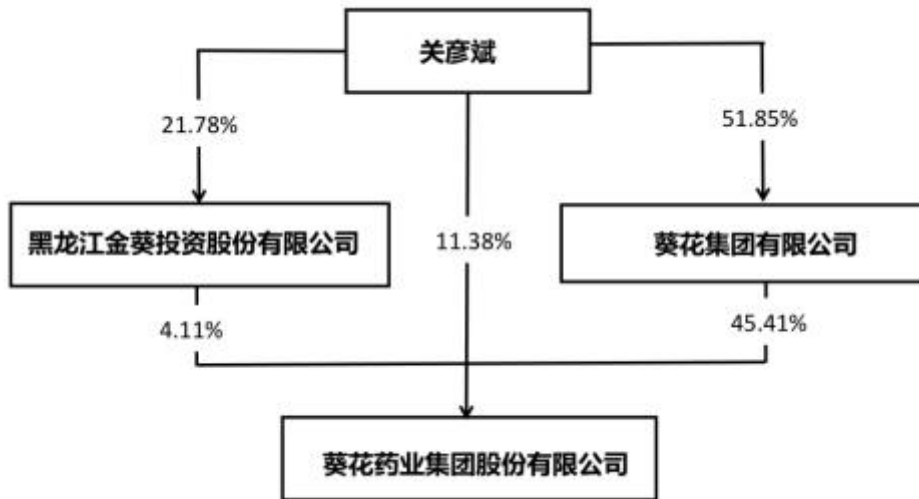 关彦斌
21.78%
51.85%
黑龙江金葵投资股份有限公司
11.38%
葵花集团有限公司
4.11%
45.41%
葵花药业集团股份有限公司